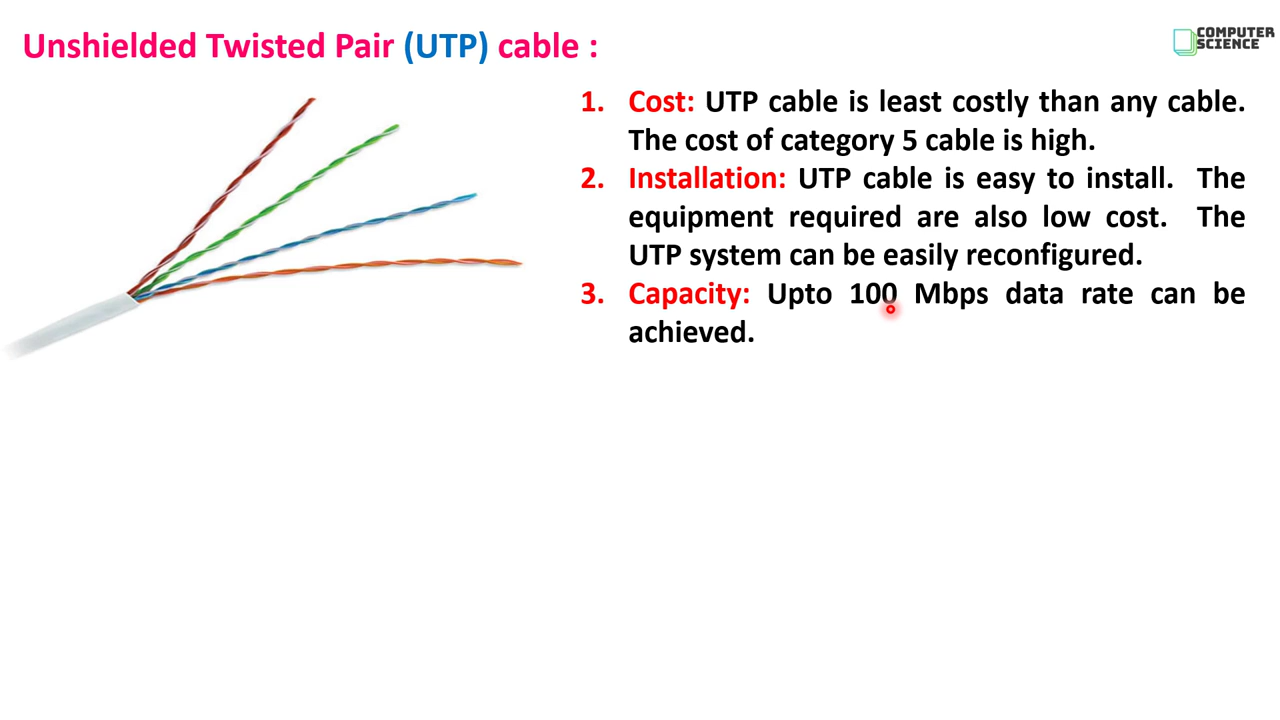 Unshielded Twisted Pair (UTP) cable :
COMPUTER
SCIENCE
1. Cost: UTP cable is least costly than any cable.
The cost of category 5 cable is high.
2. Installation: UTP cable is easy to install. The
equipment required are also low cost. The
UTP system can be easily reconfigured.
3. Capacity: Upto 100 Mbps data rate can be
achieved.